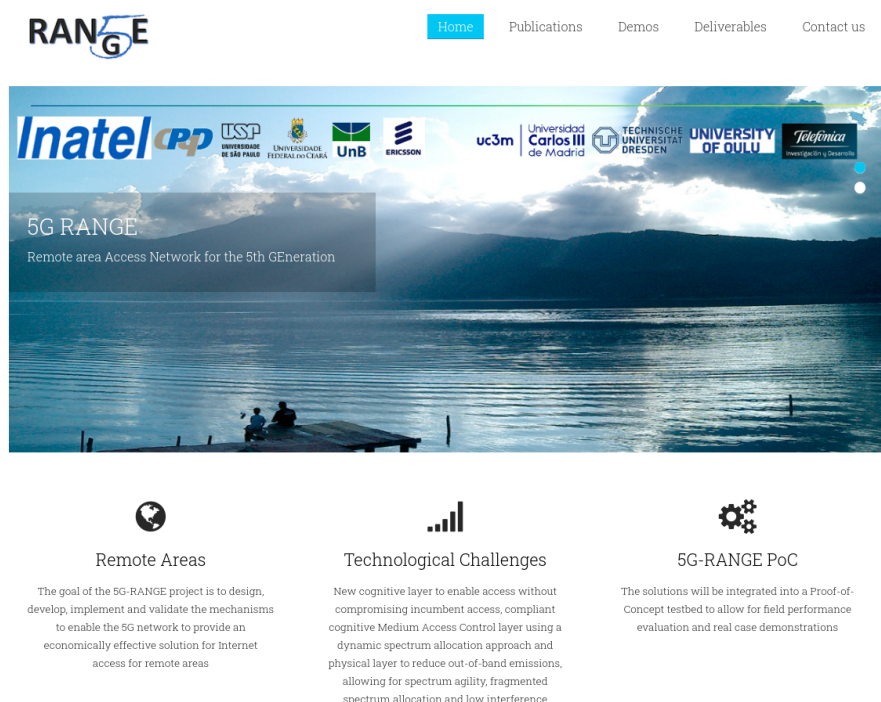 RAN5GE
Home Publications Demos Deliverables Contact us
Inatel CPqD USP UNIVERSIDADE DE SÃO PAULO UNIVERSIDADE FEDERAL DO CEARÁ UnB ERICSSON uc3m Universidad Carlos III de Madrid TECHNISCHE UNIVERSITÄT DRESDEN UNIVERSITY OF OULU Telefónica Investigación y Desarrollo
5G RANGE
Remote area Access Network for the 5th GEneration
Remote Areas
The goal of the 5G-RANGE project is to design,
develop, implement and validate the mechanisms
to enable the 5G network to provide an
economically effective solution for Internet
access for remote areas
Technological Challenges
New cognitive layer to enable access without
compromising incumbent access, compliant
cognitive Medium Access Control layer using a
dynamic spectrum allocation approach and
physical layer to reduce out-of-band emissions,
allowing for spectrum agility, fragmented
spectrum allocation and low interference
5G-RANGE PoC
The solutions will be integrated into a Proof-of-
Concept testbed to allow for field performance
evaluation and real case demonstrations